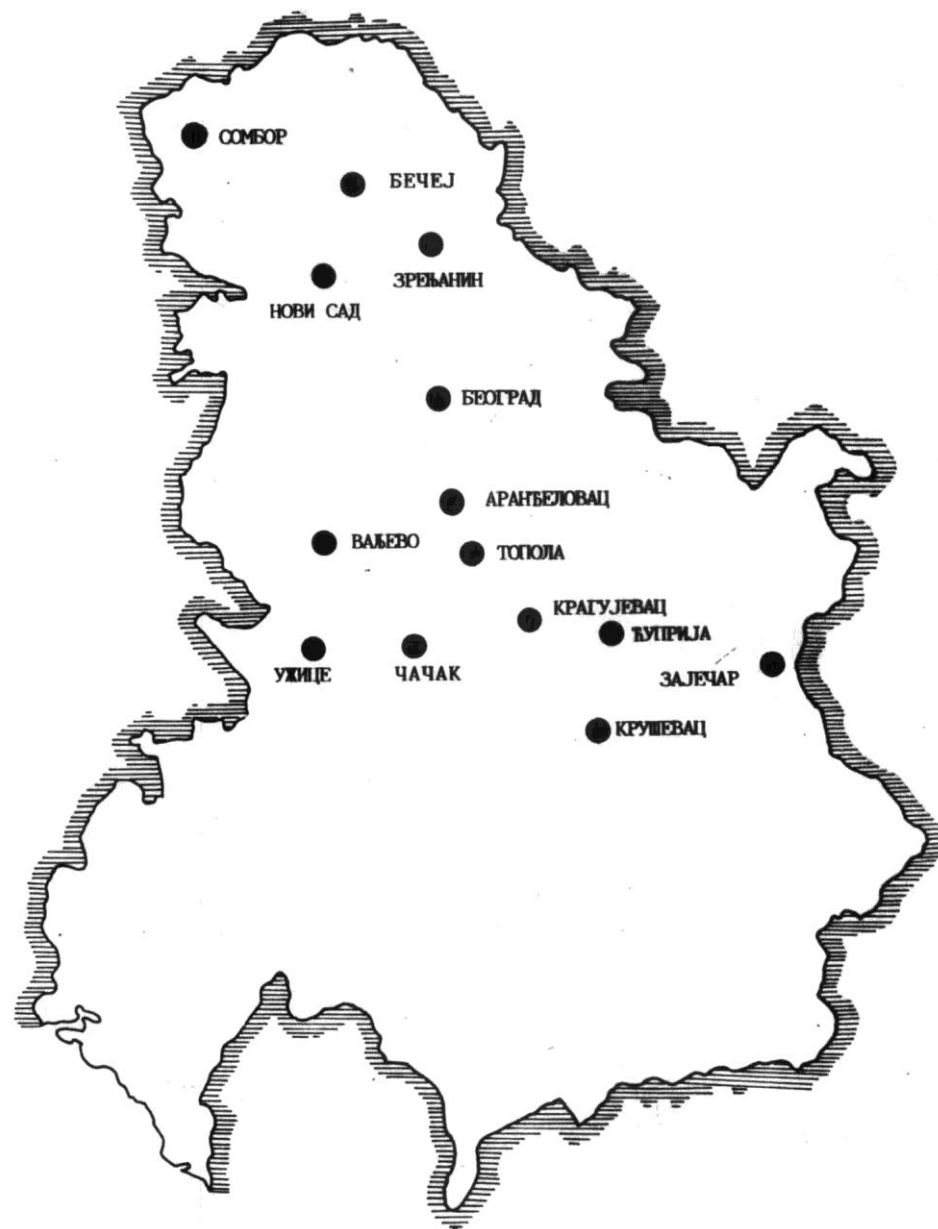 СОМБОР
БЕЧЕЈ
ЗРЕЊАНИН
НОВИ САД
БЕОГРАД
АРАНЂЕЛОВАЦ
ВАЉЕВО
ТОПОЛА
КРАГУЈЕВАЦ
ЋУПРИЈА
ЗАЈЕЧАР
УЖИЦЕ
ЧАЧАК
КРУШЕВАЦ